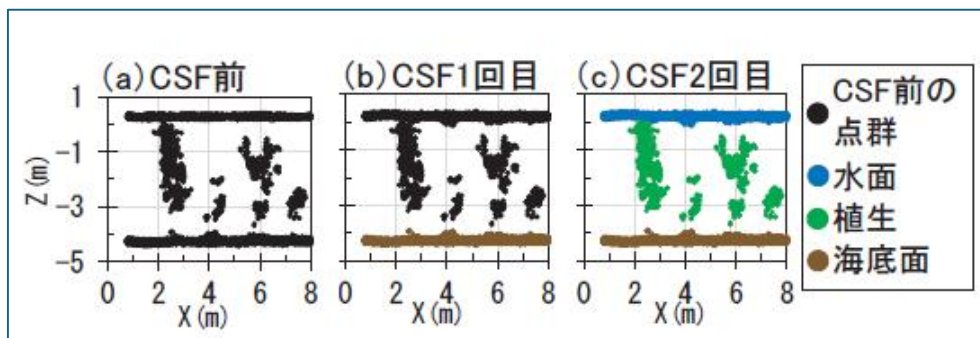 (a)CSF前
(b)CSF1回目
(c)CSF2回目
1
-1
-3
-5
Z(m)
0 2 4 6 8
0 2 4 6 8
0 2 4 6 8
X(m)
X(m)
X(m)
CSF前の
点群
水面
植生
海底面